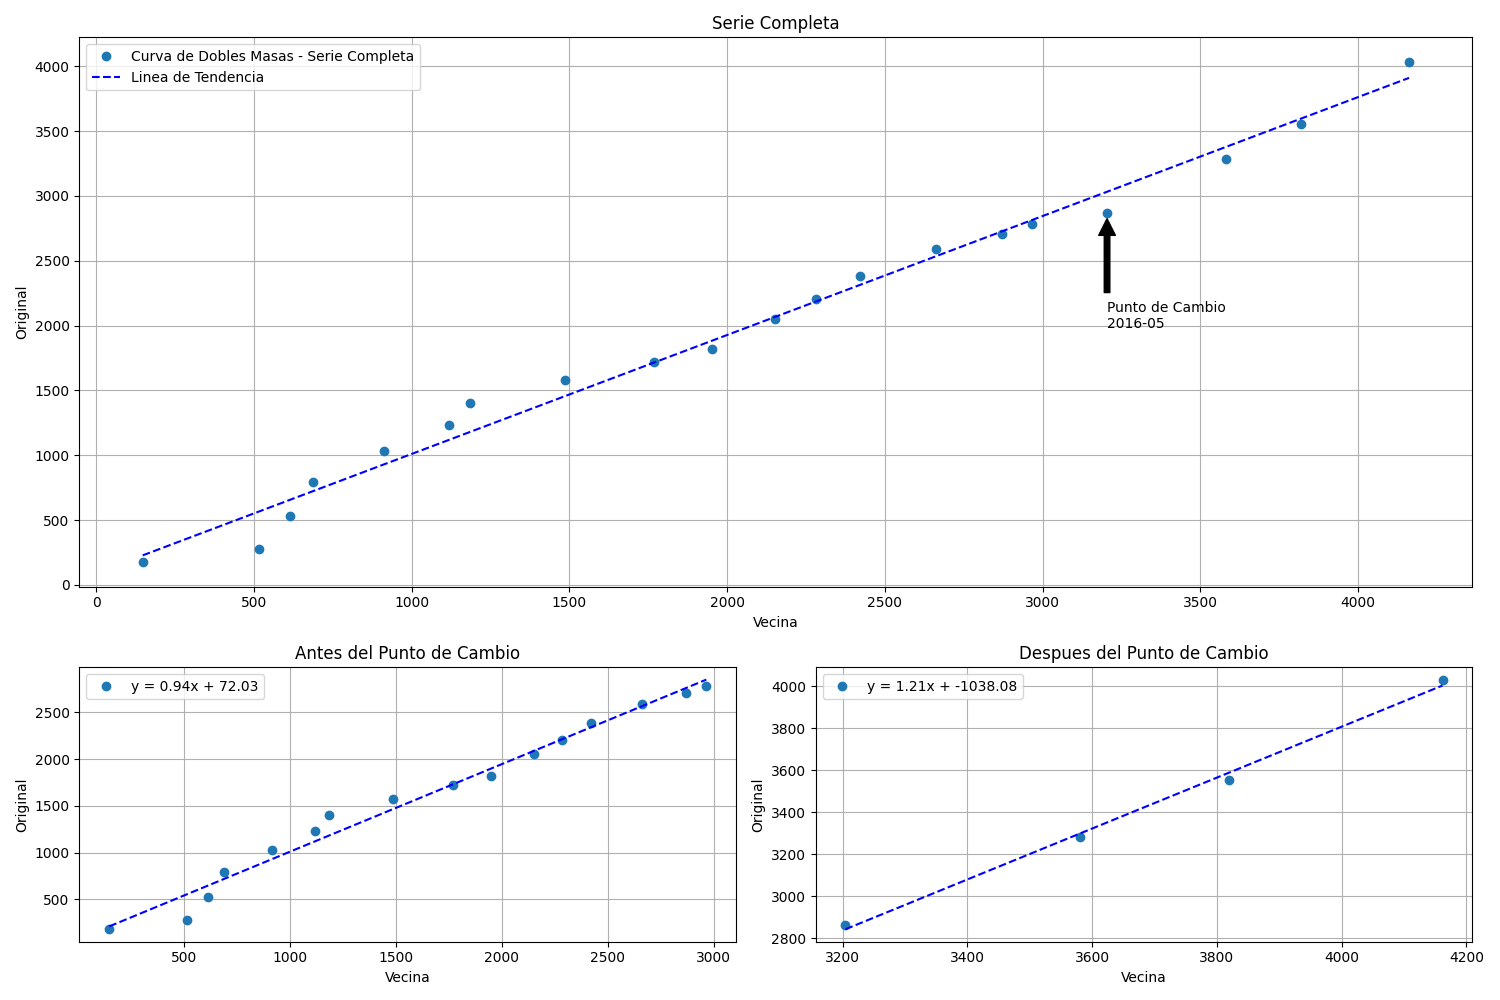 Serie Completa
Curva de Dobles Masas - Serie Completa
Linea de Tendencia
4000
3500
3000
2500
2000
1500
1000
500
0
Original
Punto de Cambio
2016-05
0 500 1000 1500 2000 2500 3000 3500 4000
Vecina
Antes del Punto de Cambio
y = 0.94x + 72.03
2500
2000
1500
1000
500
Original
500 1000 1500 2000 2500 3000
Vecina
Despues del Punto de Cambio
y = 1.21x + -1038.08
4000
3800
3600
3400
3200
3000
2800
Original
3200 3400 3600 3800 4000 4200
Vecina